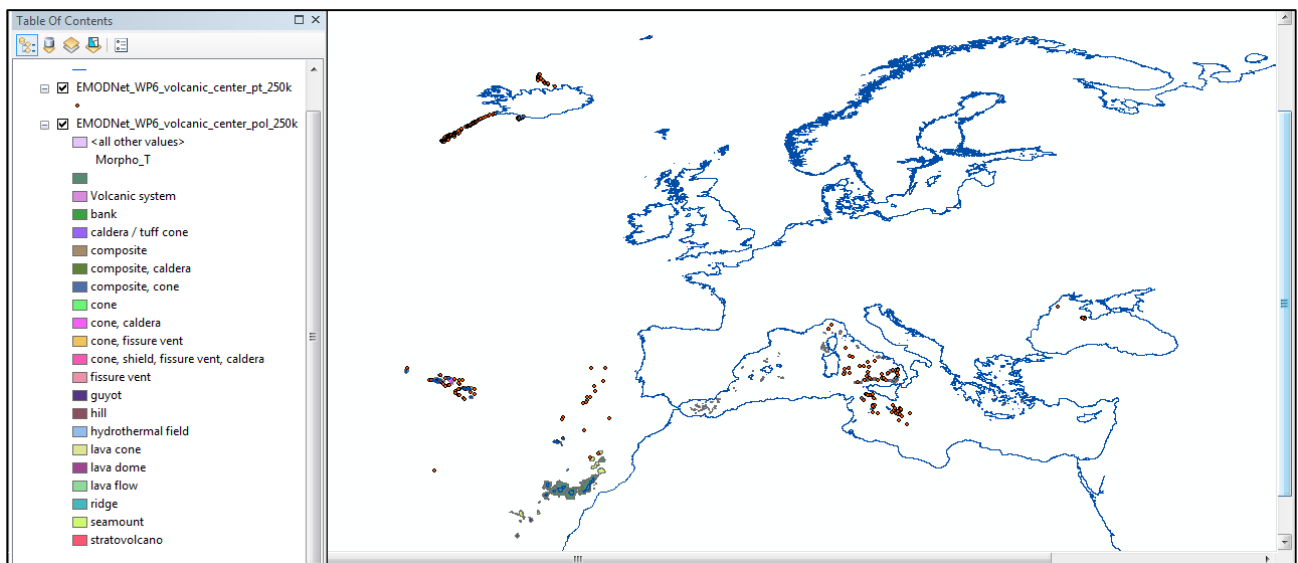 Table Of Contents
EMODNet_WP6_volcanic_center_pt_250k
EMODNet_WP6_volcanic_center_pol_250k
<all other values>
Morpho_T
Volcanic system
bank
caldera / tuff cone
composite
composite, caldera
composite, cone
cone
cone, caldera
cone, fissure vent
cone, shield, fissure vent, caldera
fissure vent
guyot
hill
hydrothermal field
lava cone
lava dome
lava flow
ridge
seamount
stratovolcano